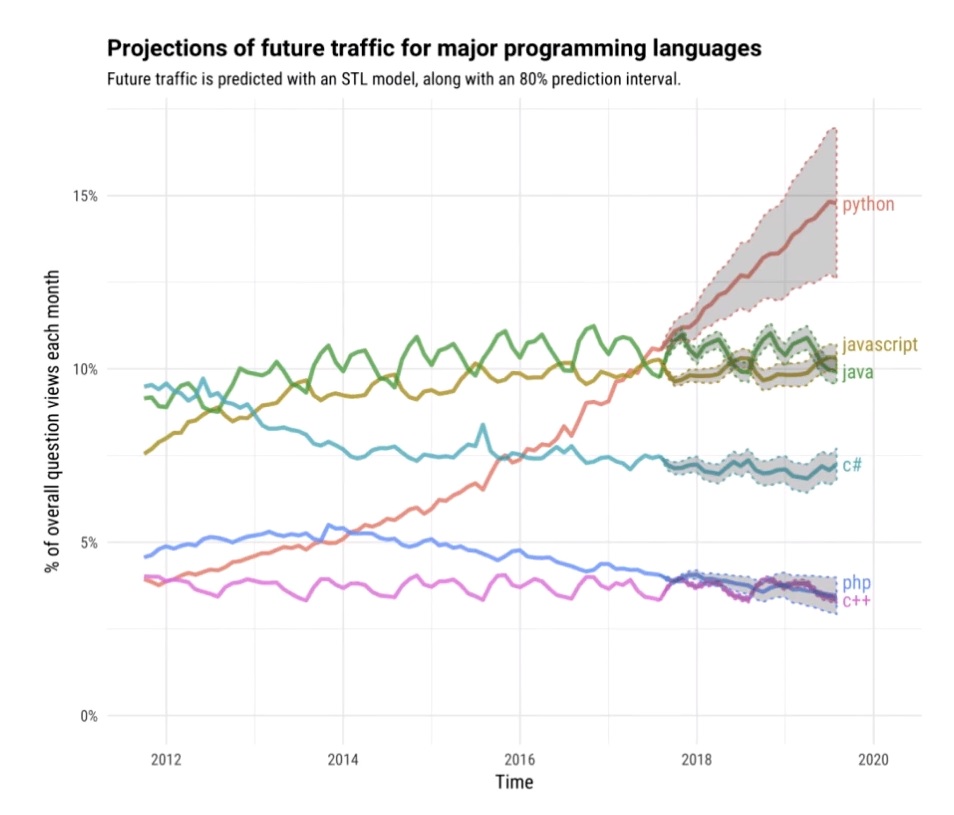 Projections of future traffic for major programming languages
Future traffic is predicted with an STL model, along with an 80% prediction interval.
% of overall question views each month
15%
10%
5%
0%
python
javascript
java
c#
php
c++
2012
2014
2016
2018
2020
Time